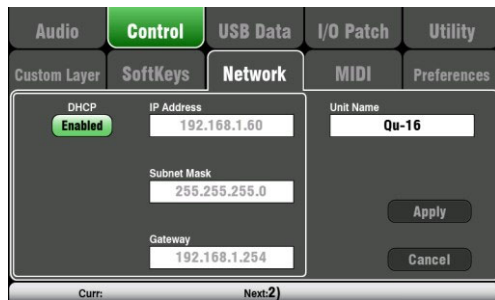 Audio Control USB Data I/O Patch Utility
Custom Layer SoftKeys Network MIDI Preferences
DHCP IP Address Unit Name
Enabled 192.168.1.60 Qu-16
Subnet Mask
255.255.255.0
Apply
Gateway
192.168.1.254 Cancel
Curr: Next:2)